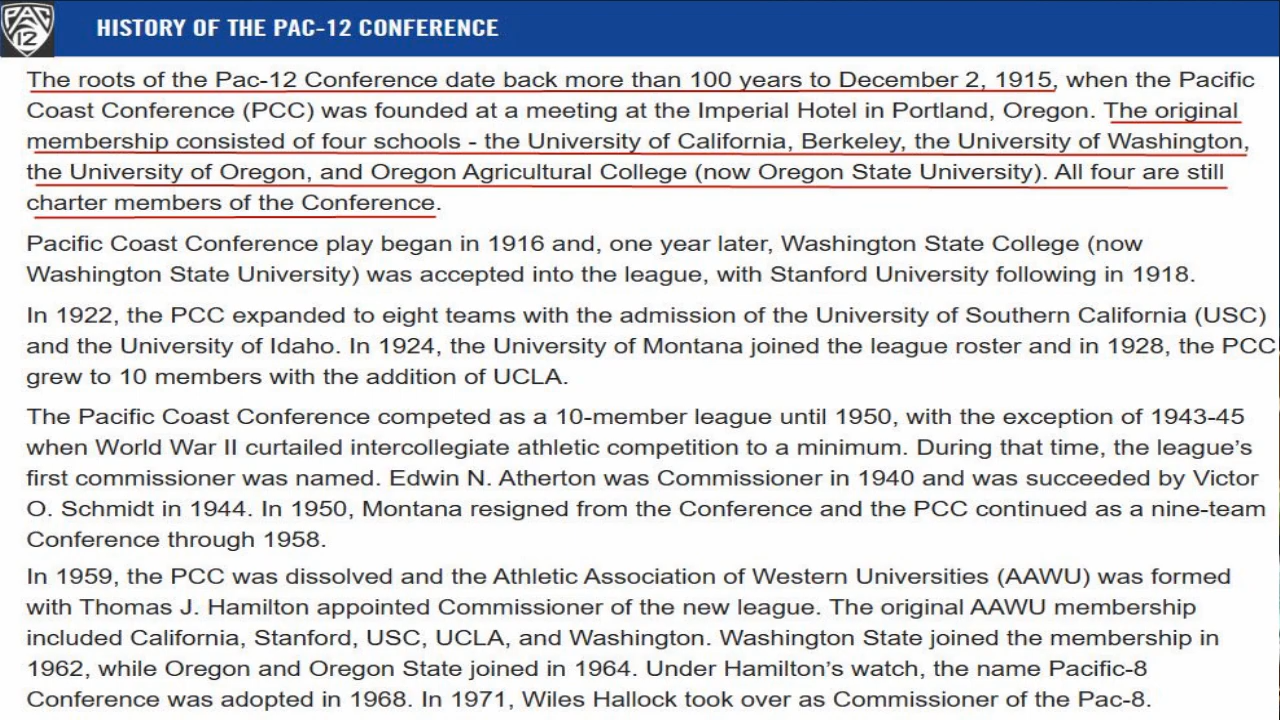 PAC
12
HISTORY OF THE PAC-12 CONFERENCE
The roots of the Pac-12 Conference date back more than 100 years to December 2, 1915, when the Pacific
Coast Conference (PCC) was founded at a meeting at the Imperial Hotel in Portland, Oregon. The original
membership consisted of four schools - the University of California, Berkeley, the University of Washington,
the University of Oregon, and Oregon Agricultural College (now Oregon State University). All four are still
charter members of the Conference.
Pacific Coast Conference play began in 1916 and, one year later, Washington State College (now
Washington State University) was accepted into the league, with Stanford University following in 1918.
In 1922, the PCC expanded to eight teams with the admission of the University of Southern California (USC)
and the University of Idaho. In 1924, the University of Montana joined the league roster and in 1928, the PCC
grew to 10 members with the addition of UCLA.
The Pacific Coast Conference competed as a 10-member league until 1950, with the exception of 1943-45
when World War II curtailed intercollegiate athletic competition to a minimum. During that time, the league's
first commissioner was named. Edwin N. Atherton was Commissioner in 1940 and was succeeded by Victor
O. Schmidt in 1944. In 1950, Montana resigned from the Conference and the PCC continued as a nine-team
Conference through 1958.
In 1959, the PCC was dissolved and the Athletic Association of Western Universities (AAWU) was formed
with Thomas J. Hamilton appointed Commissioner of the new league. The original AAWU membership
included California, Stanford, USC, UCLA, and Washington. Washington State joined the membership in
1962, while Oregon and Oregon State joined in 1964. Under Hamilton's watch, the name Pacific-8
Conference was adopted in 1968. In 1971, Wiles Hallock took over as Commissioner of the Pac-8.